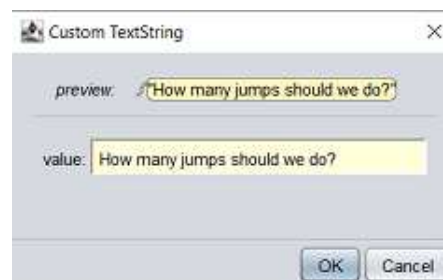 Custom TextString
preview: "How many jumps should we do?"
value: How many jumps should we do?
OK Cancel